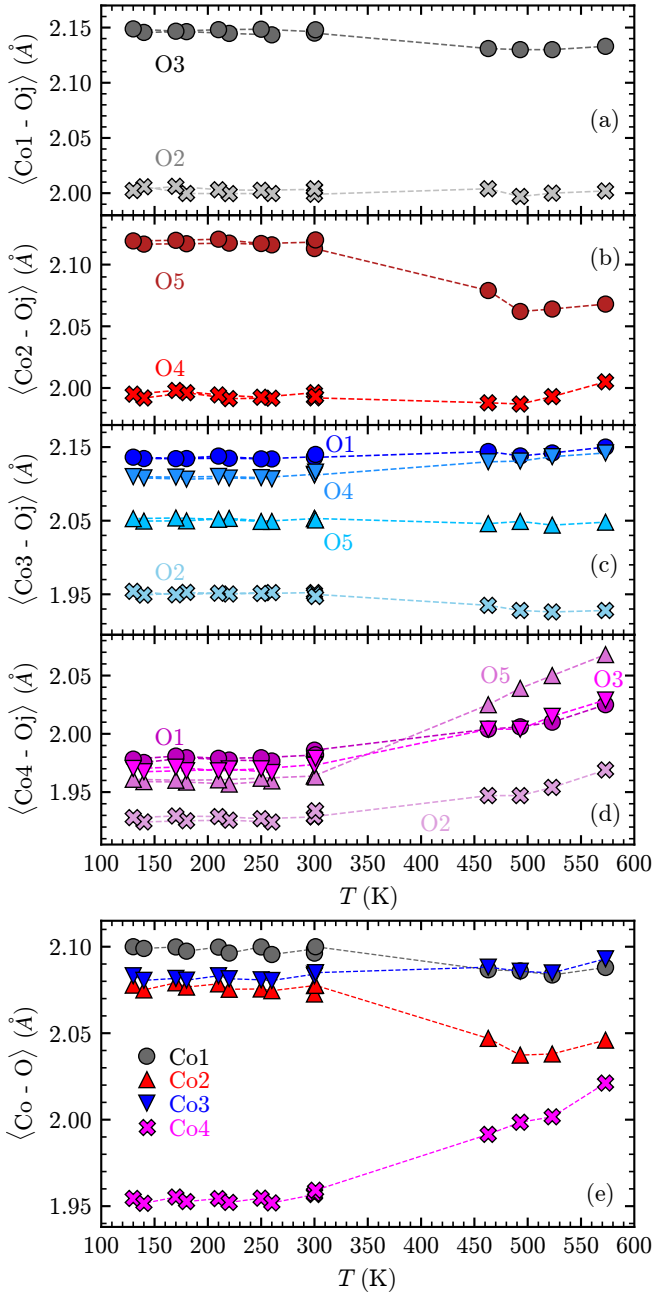 ⟨Co1 - Oj⟩ (Å)
2.15
2.10
2.05
2.00
O3
O2
(a)
⟨Co2 - Oj⟩ (Å)
2.10
2.05
2.00
O5
O4
(b)
⟨Co3 - Oj⟩ (Å)
2.15
2.05
1.95
O1
O4
O5
O2
(c)
⟨Co4 - Oj⟩ (Å)
2.05
2.00
1.95
O5
O3
O1
O2
(d)
100 150 200 250 300 350 400 450 500 550 600
T (K)
⟨Co - O⟩ (Å)
2.10
2.05
2.00
1.95
Co1
Co2
Co3
Co4
(e)
100 150 200 250 300 350 400 450 500 550 600
T (K)